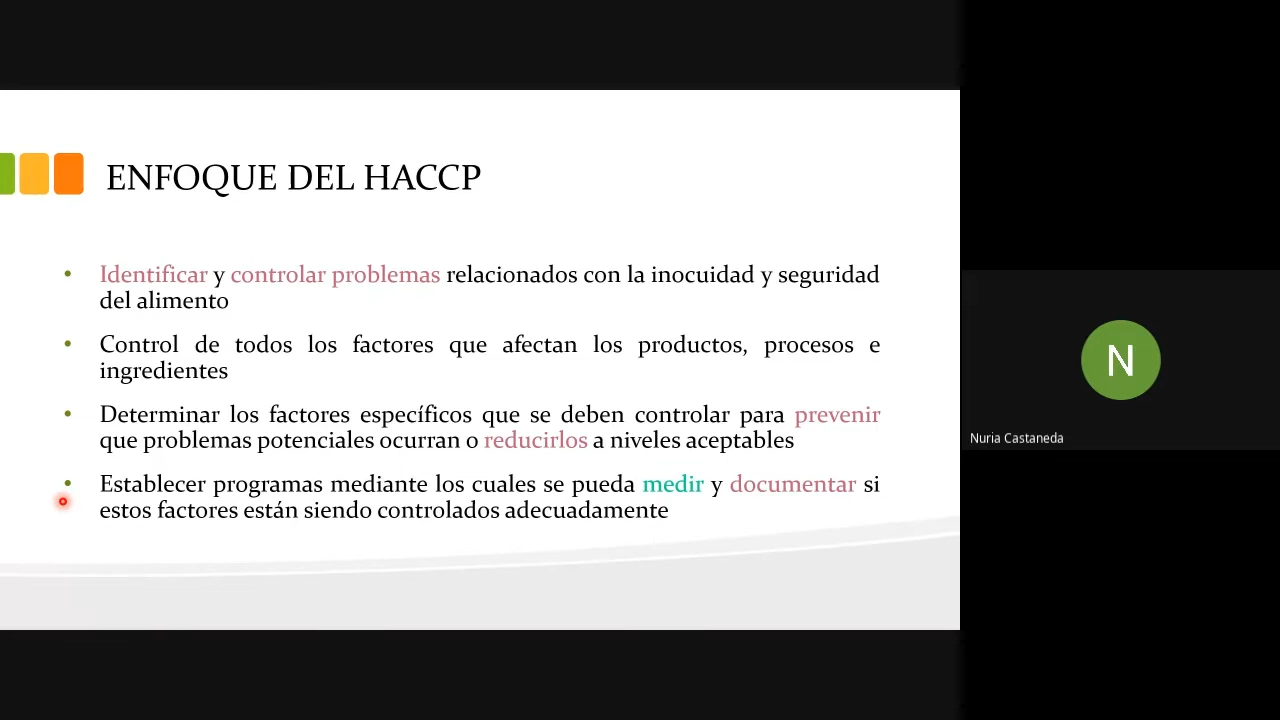 ENFOQUE DEL HACCP
• Identificar y controlar problemas relacionados con la inocuidad y seguridad
del alimento
• Control de todos los factores que afectan los productos, procesos e
ingredientes
• Determinar los factores específicos que se deben controlar para prevenir
que problemas potenciales ocurran o reducirlos a niveles aceptables
• Establecer programas mediante los cuales se pueda medir y documentar si
estos factores están siendo controlados adecuadamente
N
Nuria Castaneda